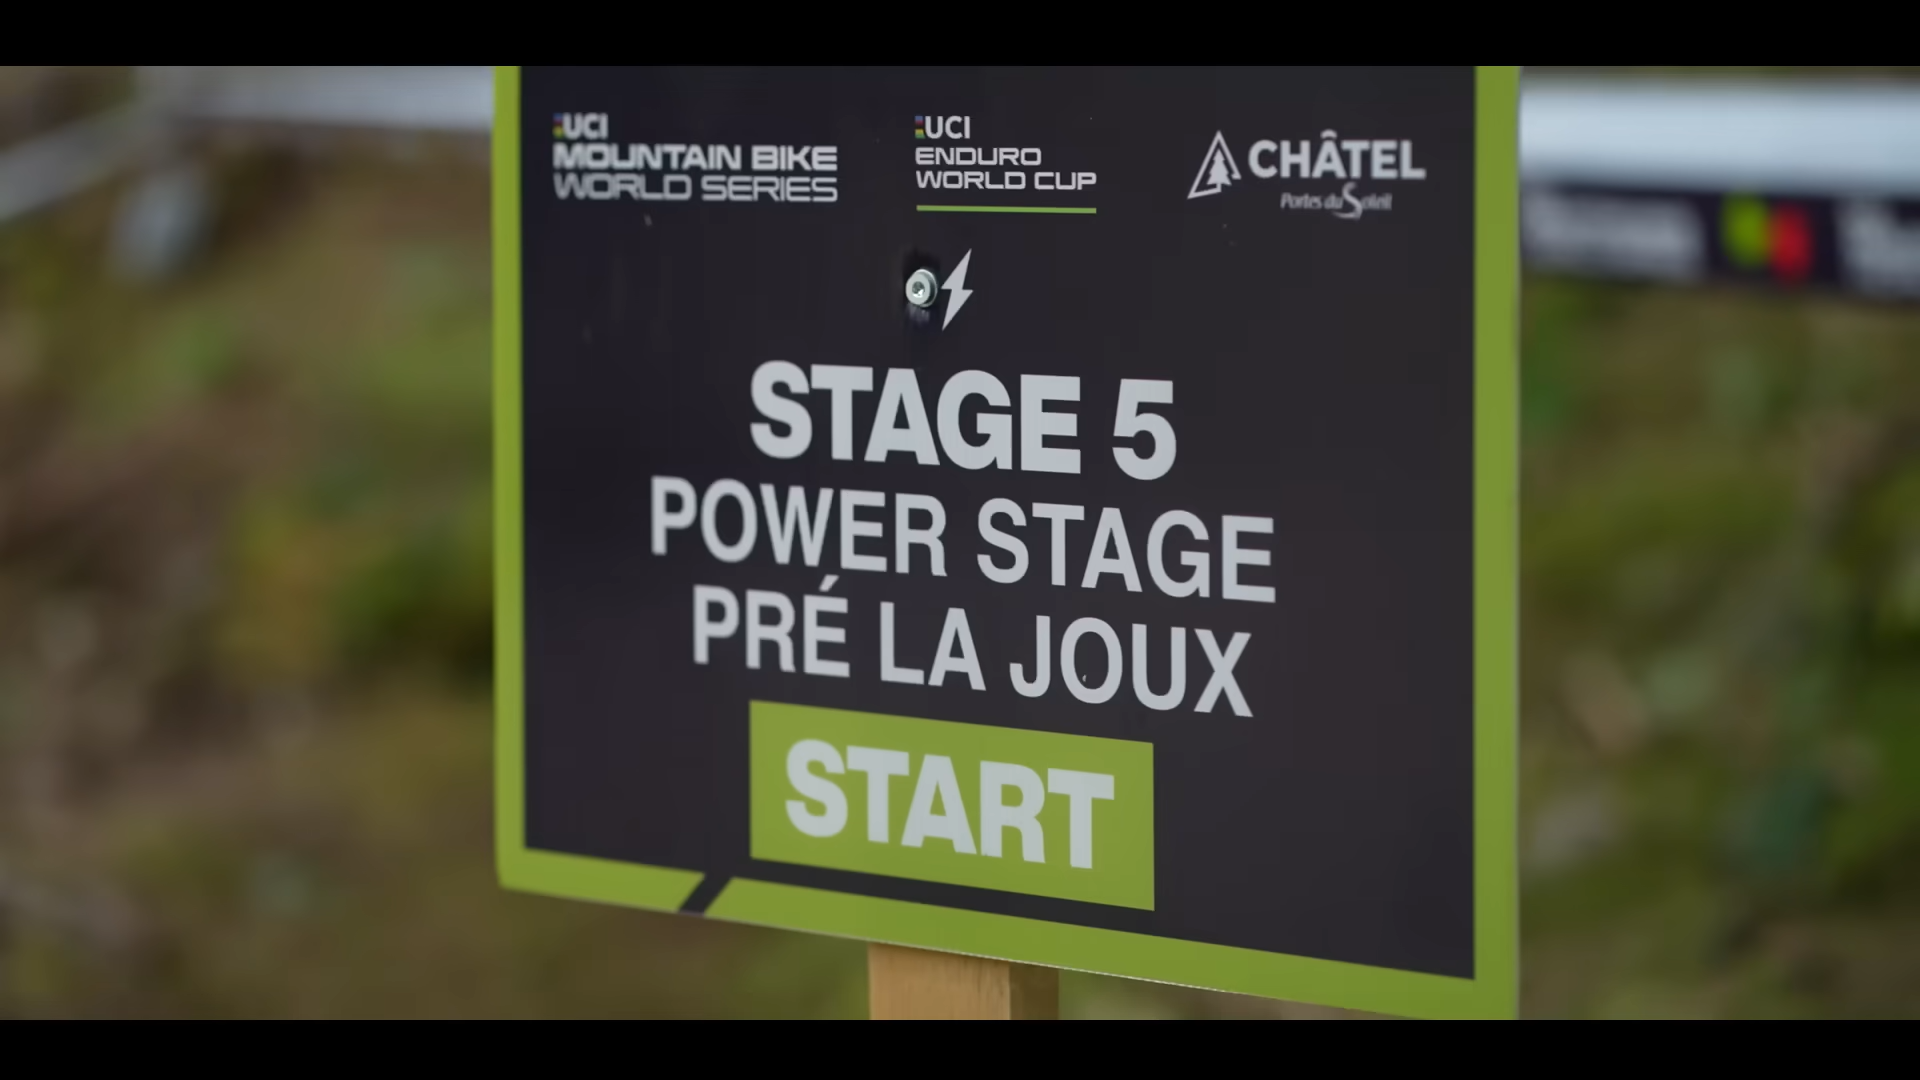 UCI
MOUNTAIN BIKE
WORLD SERIES
UCI
ENDURO
WORLD CUP
CHÂTEL
Portes du Soleil
STAGE 5
POWER STAGE
PRÉ LA JOUX
START